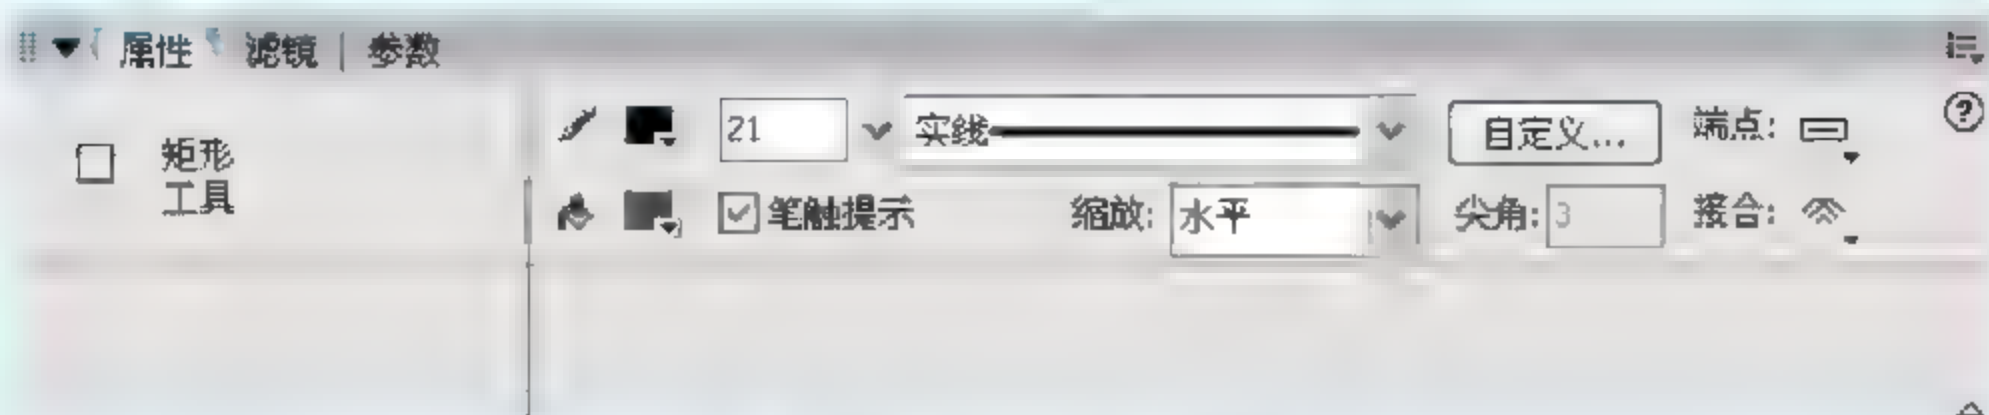 属性 滤镜 | 参数
矩形
工具
21 实线 自定义... 端点:
笔触提示 缩放: 水平 尖角: 3 接合: